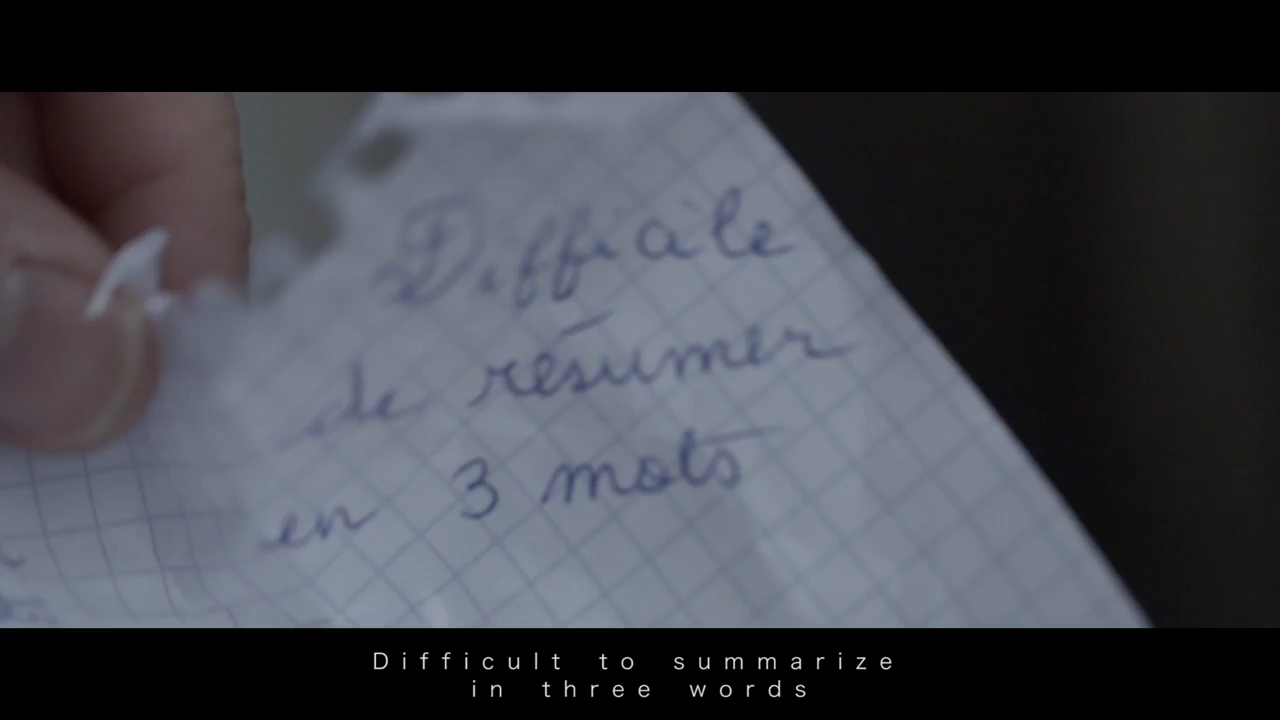 Difficile
de résumer
en 3 mots
Difficult to summarize
in three words